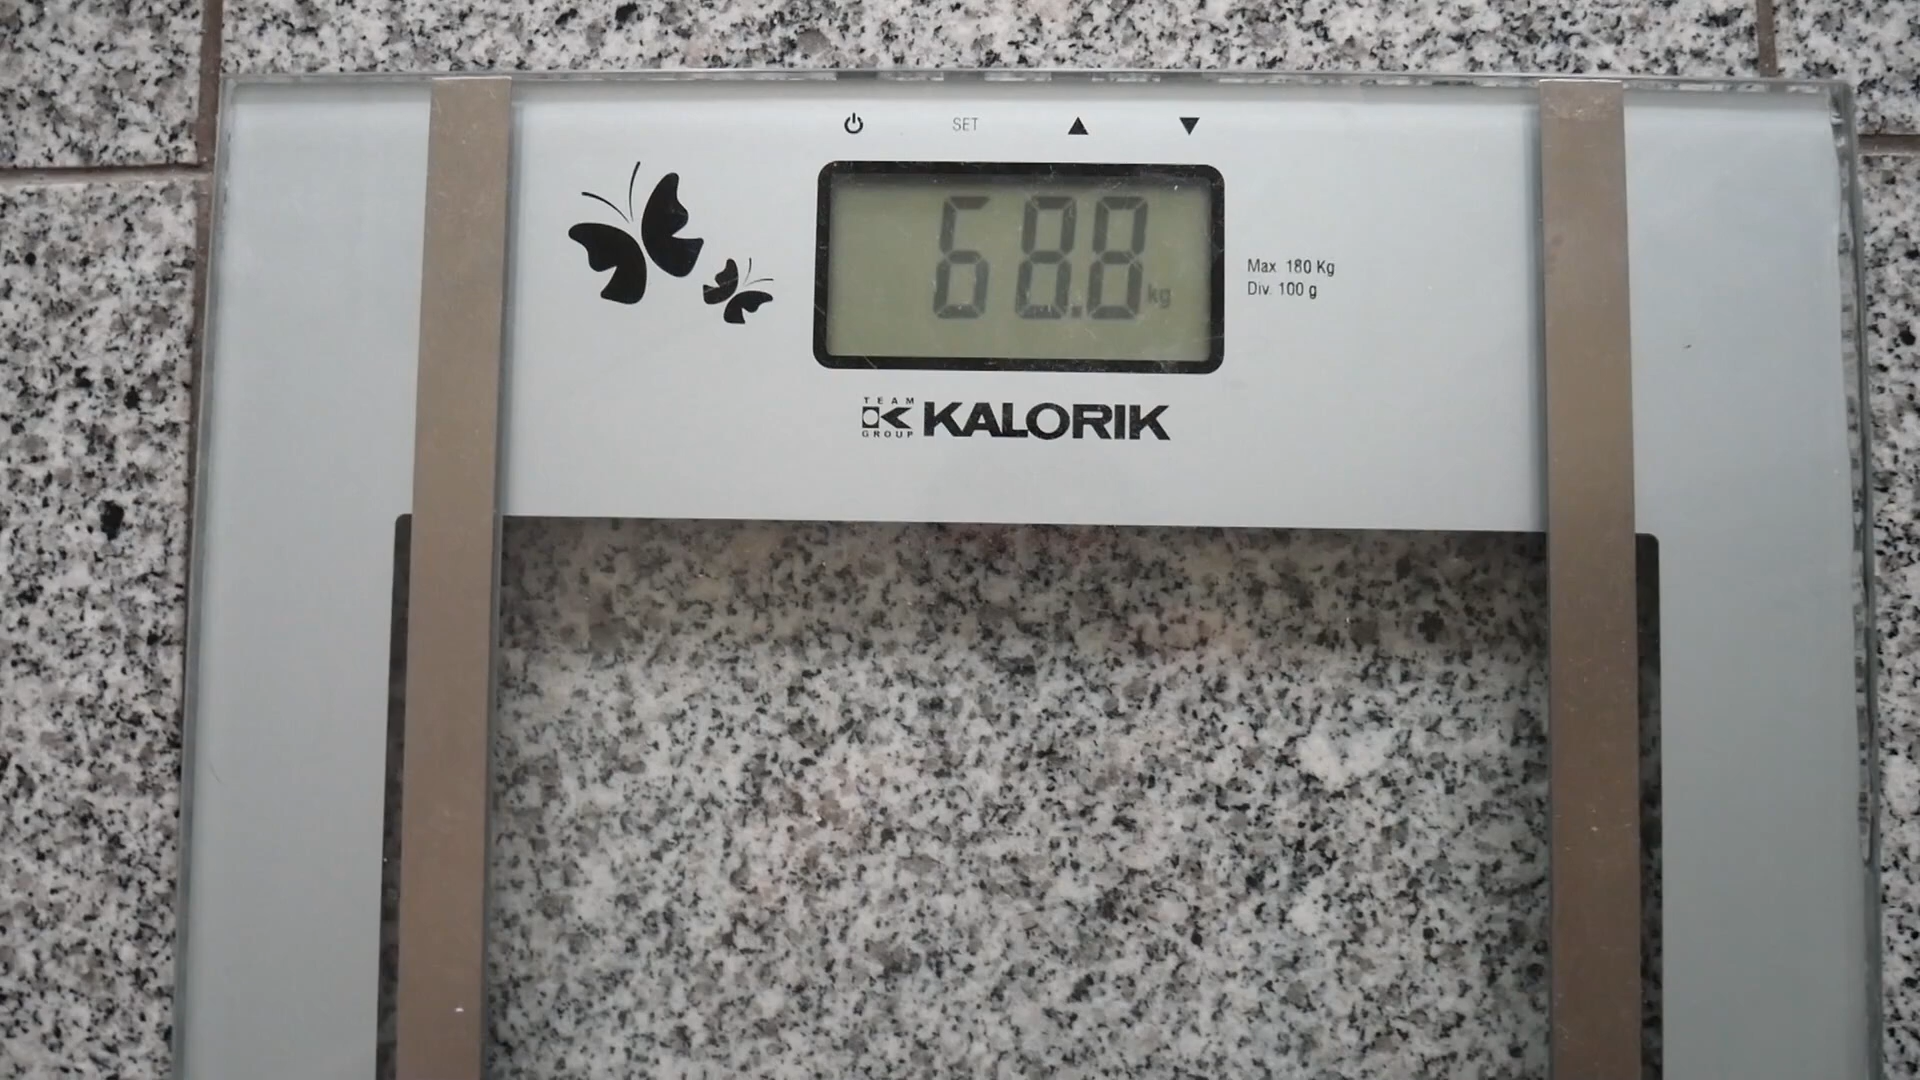 SET
68.8 kg
Max 180 Kg
Div. 100 g
TEAM
K KALORIK
GROUP